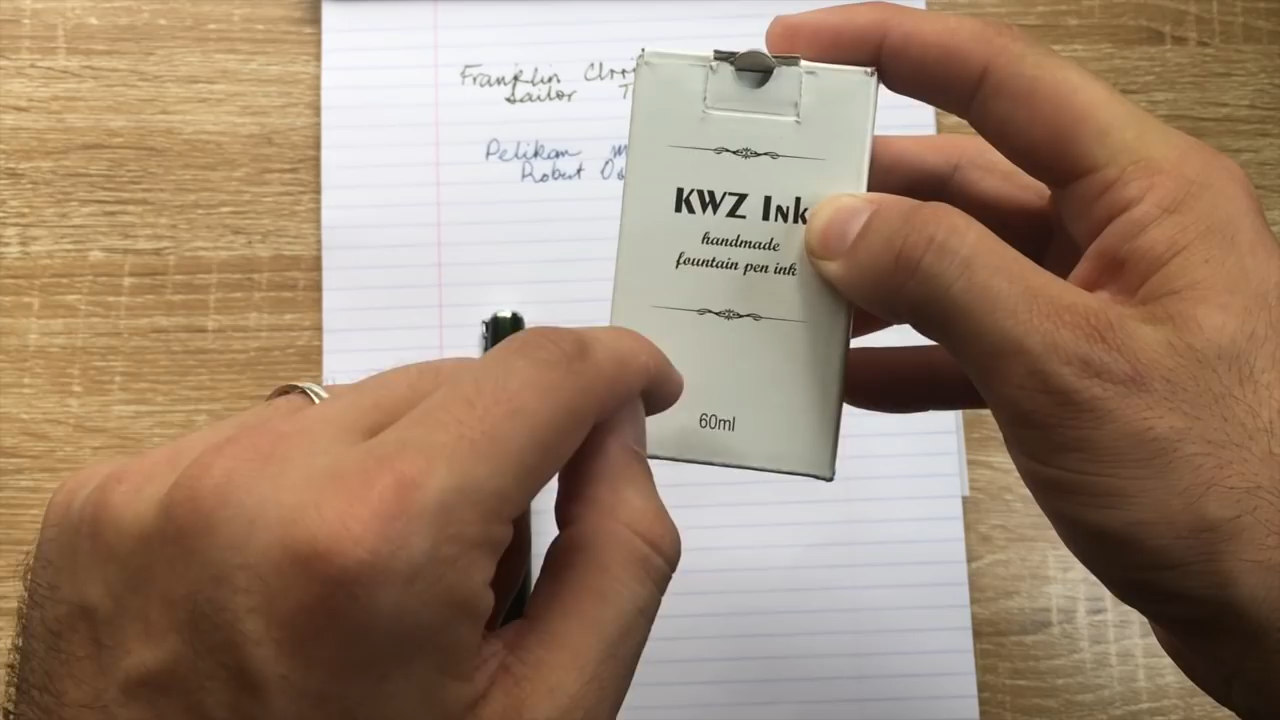 Franklin
Sailor T
Pelikan M
Robert
KWZ Ink
handmade
fountain pen ink
60ml